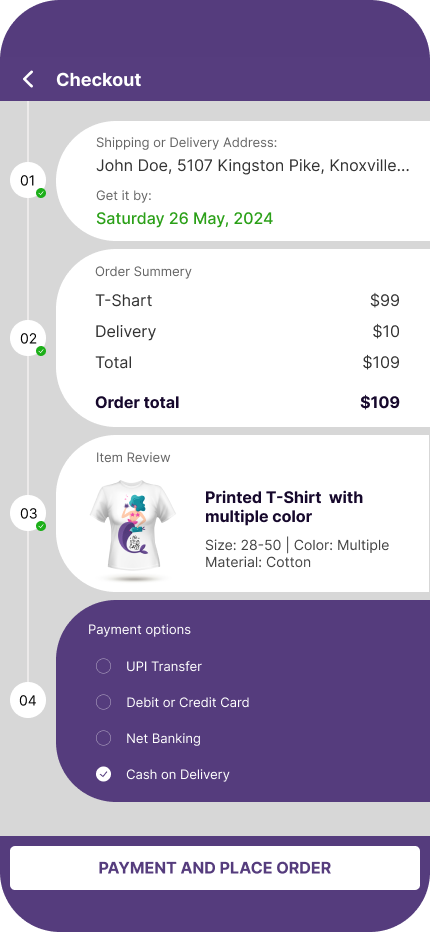 Checkout
01
Shipping or Delivery Address:
John Doe, 5107 Kingston Pike, Knoxville...
Get it by:
Saturday 26 May, 2024
02
Order Summery
T-Shart $99
Delivery $10
Total $109
Order total $109
03
Item Review
Printed T-Shirt with
multiple color
Size: 28-50 | Color: Multiple
Material: Cotton
04
Payment options
UPI Transfer
Debit or Credit Card
Net Banking
Cash on Delivery
PAYMENT AND PLACE ORDER